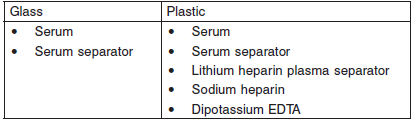 Glass
• Serum
• Serum separator
Plastic
• Serum
• Serum separator
• Lithium heparin plasma separator
• Sodium heparin
• Dipotassium EDTA